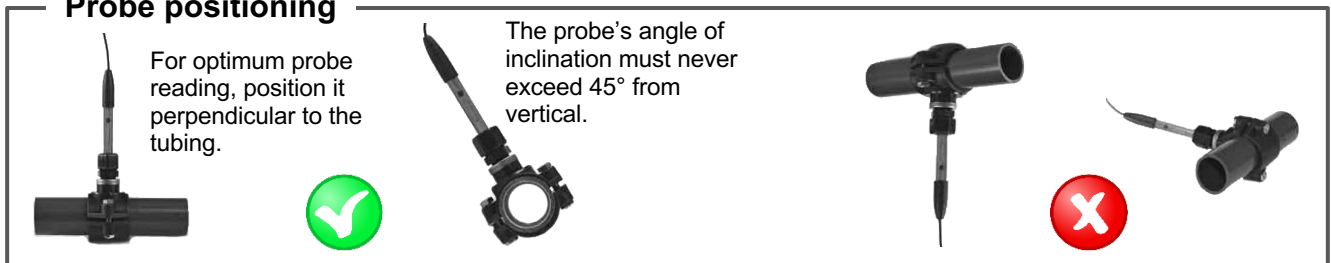 Probe positioning
For optimum probe
reading, position it
perpendicular to the
tubing.
The probe's angle of
inclination must never
exceed 45° from
vertical.